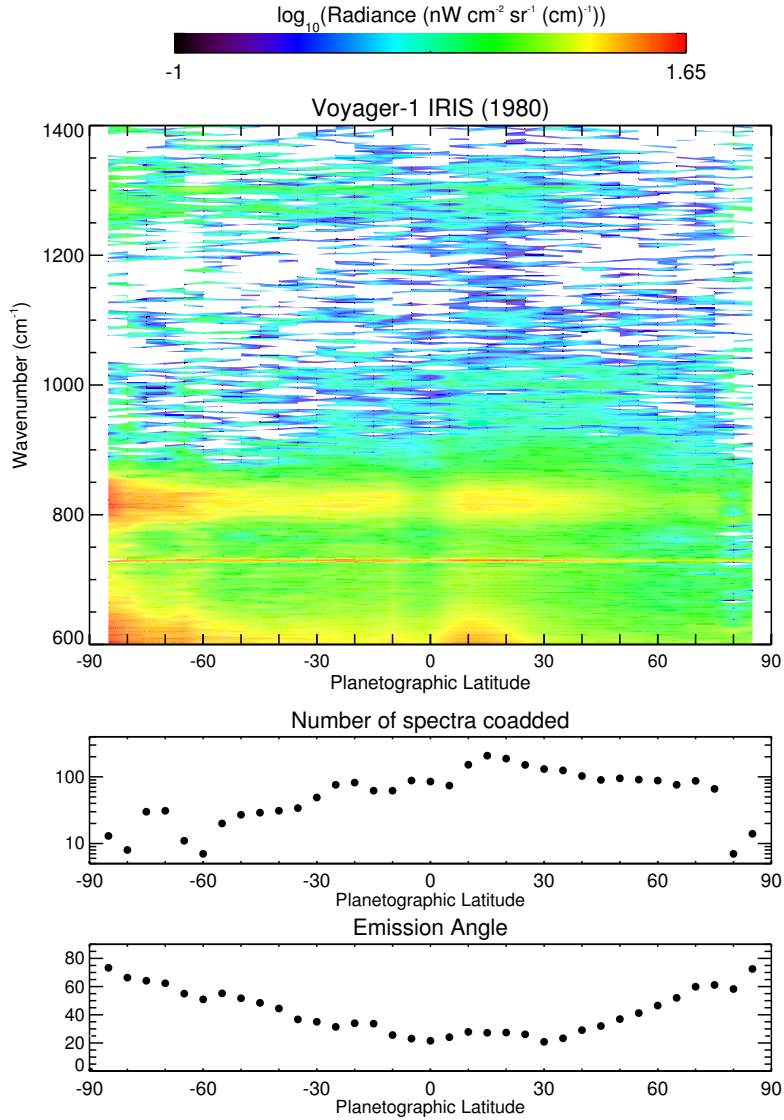 log₁₀(Radiance (nW cm⁻² sr⁻¹ (cm)⁻¹))
-1 1.65
Voyager-1 IRIS (1980)
1400
1200
1000
800
600
Wavenumber (cm⁻¹)
-90 -60 -30 0 30 60 90
Planetographic Latitude
Number of spectra coadded
100
10
-90 -60 -30 0 30 60 90
Planetographic Latitude
Emission Angle
80
60
40
20
0
-90 -60 -30 0 30 60 90
Planetographic Latitude